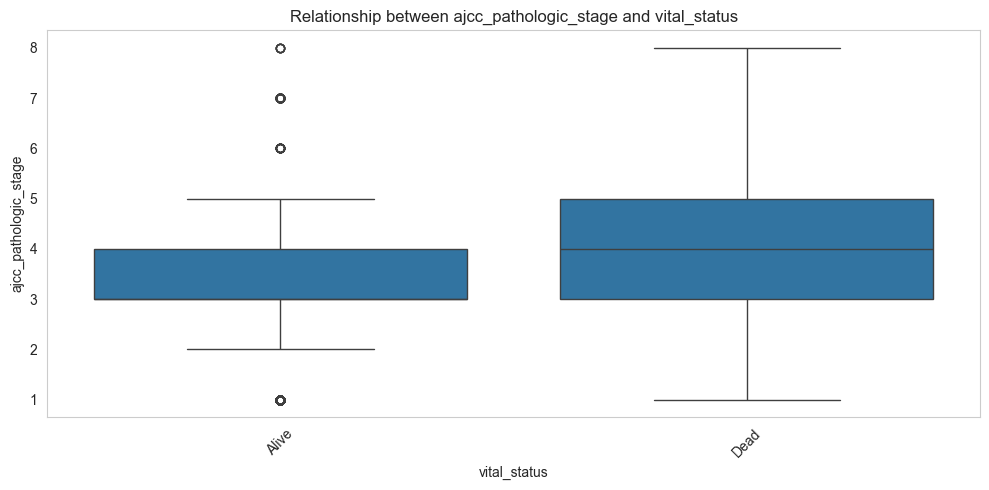 Relationship between ajcc_pathologic_stage and vital_status
ajcc_pathologic_stage
8
7
6
5
4
3
2
1
Alive
Dead
vital_status